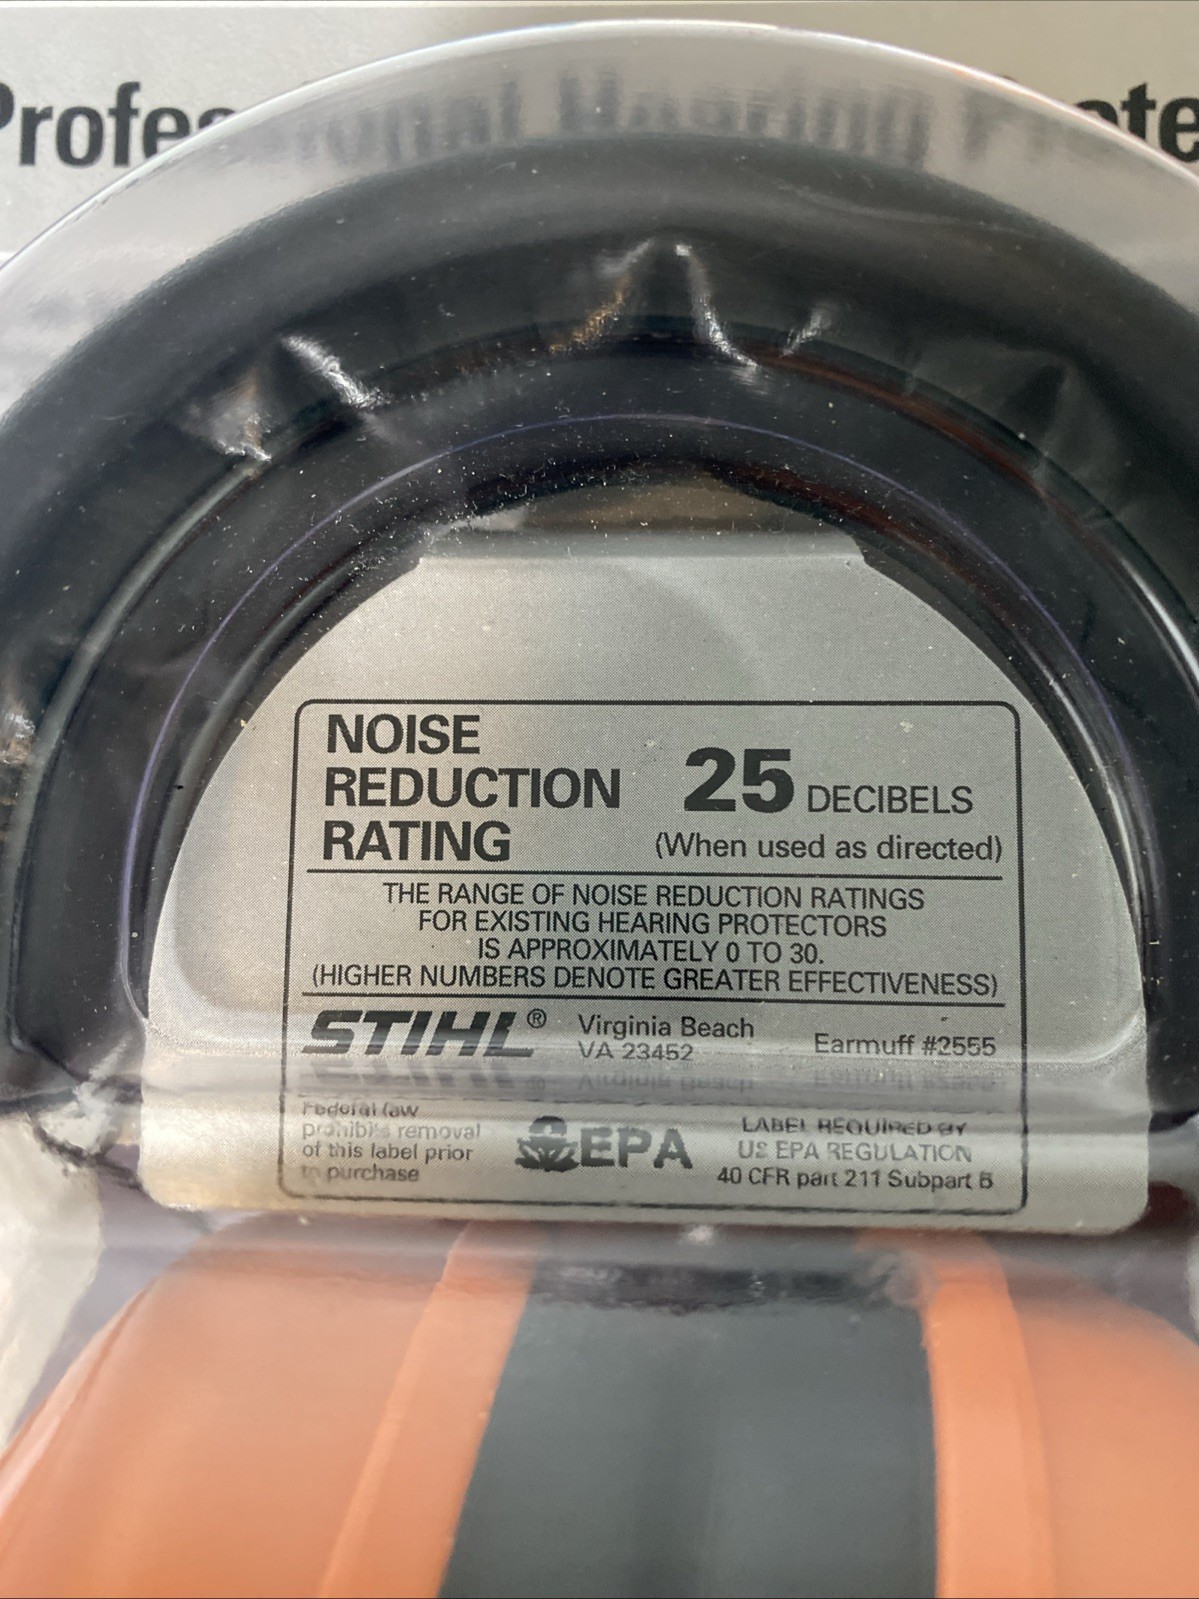 NOISE
REDUCTION
RATING
25 DECIBELS
(When used as directed)
THE RANGE OF NOISE REDUCTION RATINGS
FOR EXISTING HEARING PROTECTORS
IS APPROXIMATELY 0 TO 30.
(HIGHER NUMBERS DENOTE GREATER EFFECTIVENESS)
STIHL®
Virginia Beach
VA 23452
Earmuff #2555
Federal law
prohibits removal
of this label prior
to purchase
EPA
LABEL REQUIRED BY
US EPA REGULATION
40 CFR part 211 Subpart B